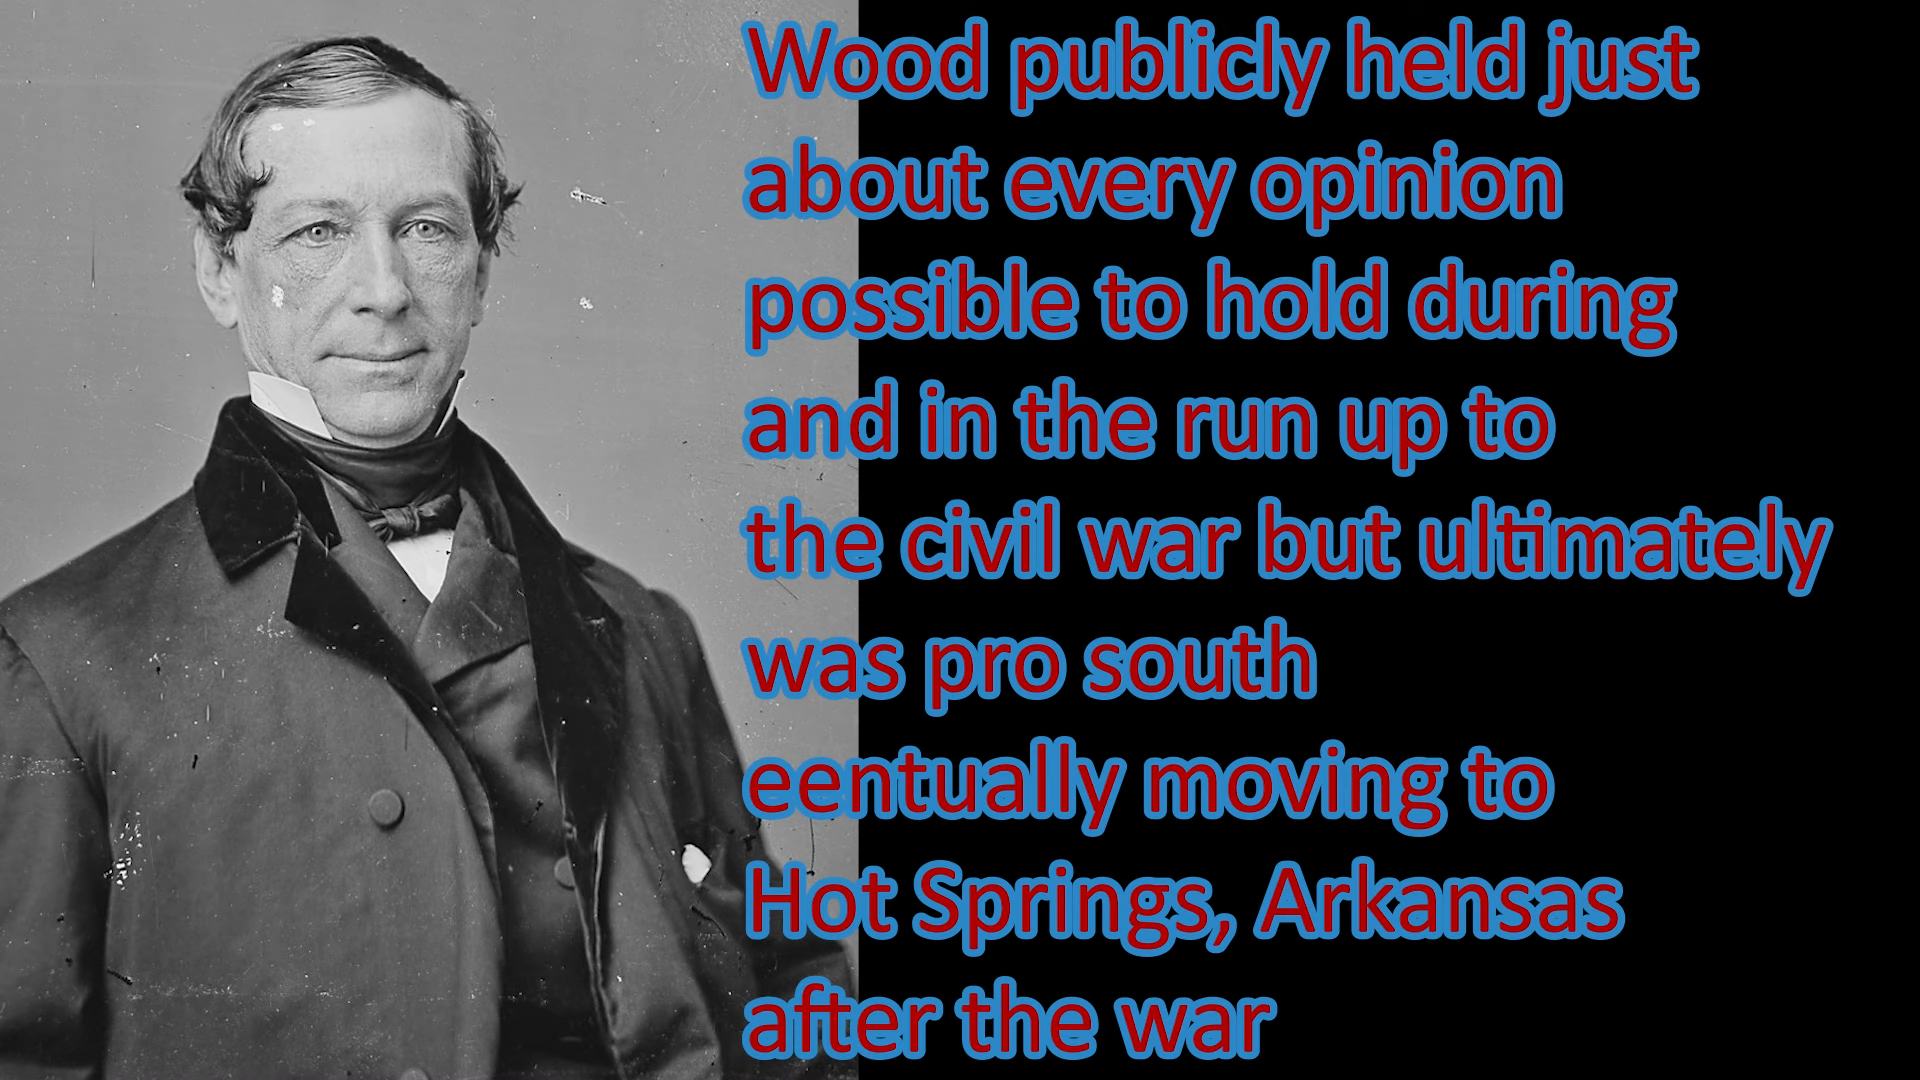 Wood publicly held just
about every opinion
possible to hold during
and in the run up to
the civil war but ultimately
was pro south
eentually moving to
Hot Springs, Arkansas
after the war